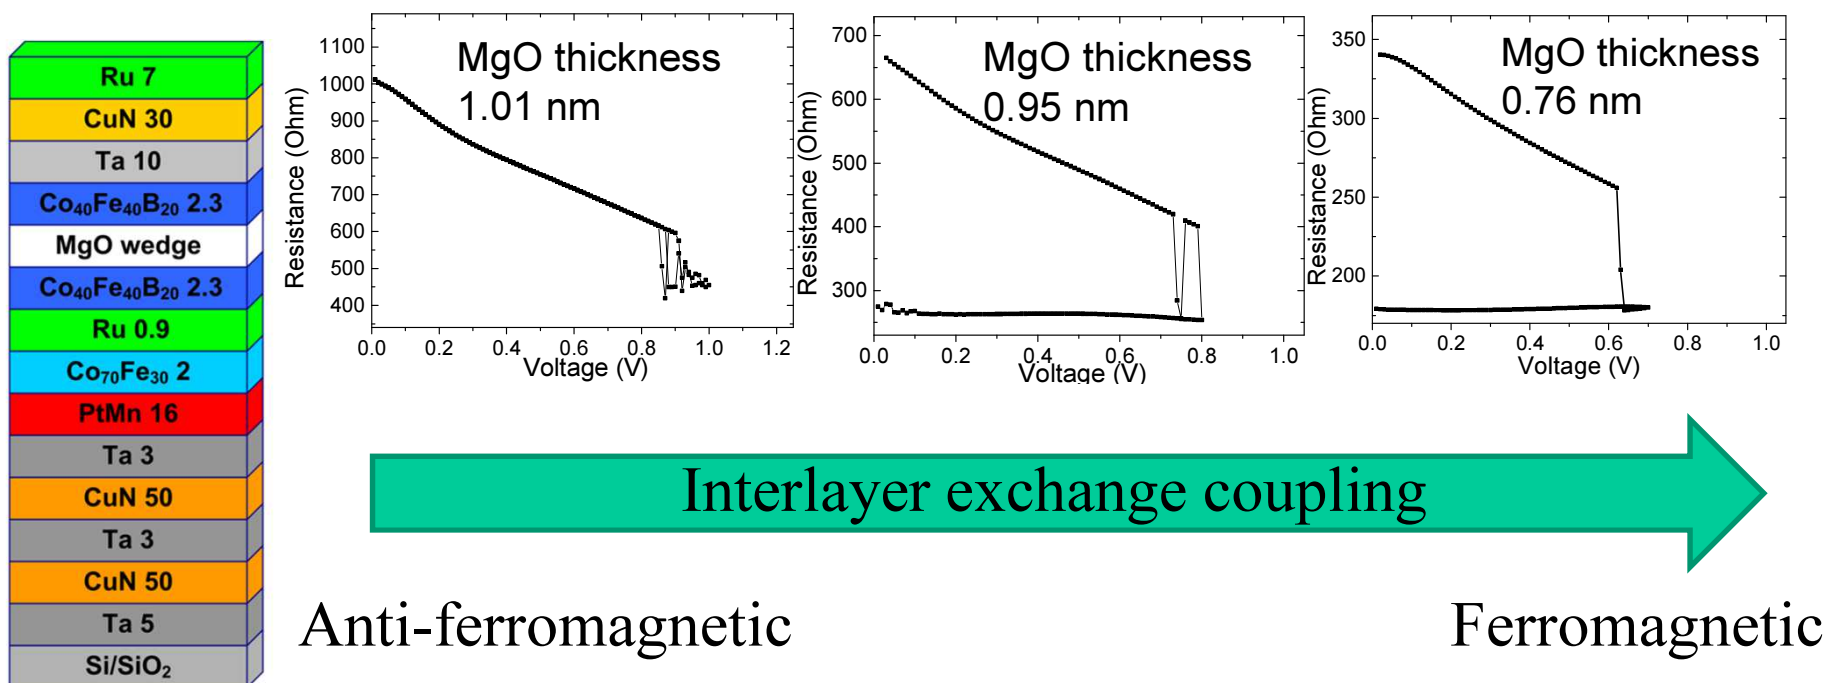 Ru 7
CuN 30
Ta 10
Co₄₀Fe₄₀B₂₀ 2.3
MgO wedge
Co₄₀Fe₄₀B₂₀ 2.3
Ru 0.9
Co₇₀Fe₃₀ 2
PtMn 16
Ta 3
CuN 50
Ta 3
CuN 50
Ta 5
Si/SiO₂
MgO thickness
1.01 nm
Resistance (Ohm)
1100
1000
900
800
700
600
500
400
0.0 0.2 0.4 0.6 0.8 1.0 1.2
Voltage (V)
MgO thickness
0.95 nm
Resistance (Ohm)
700
600
500
400
300
0.0 0.2 0.4 0.6 0.8 1.0
Voltage (V)
MgO thickness
0.76 nm
Resistance (Ohm)
350
300
250
200
0.0 0.2 0.4 0.6 0.8 1.0
Voltage (V)
Interlayer exchange coupling
Anti-ferromagnetic
Ferromagnetic